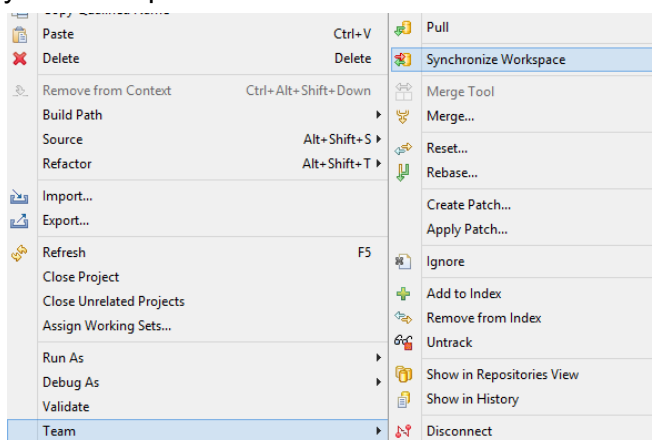 Copy Qualified Name
Paste Ctrl+V
Delete Delete
Remove from Context Ctrl+Alt+Shift+Down
Build Path
Source Alt+Shift+S
Refactor Alt+Shift+T
Import...
Export...
Refresh F5
Close Project
Close Unrelated Projects
Assign Working Sets...
Run As
Debug As
Validate
Team
Pull
Synchronize Workspace
Merge Tool
Merge...
Reset...
Rebase...
Create Patch...
Apply Patch...
Ignore
Add to Index
Remove from Index
Untrack
Show in Repositories View
Show in History
Disconnect